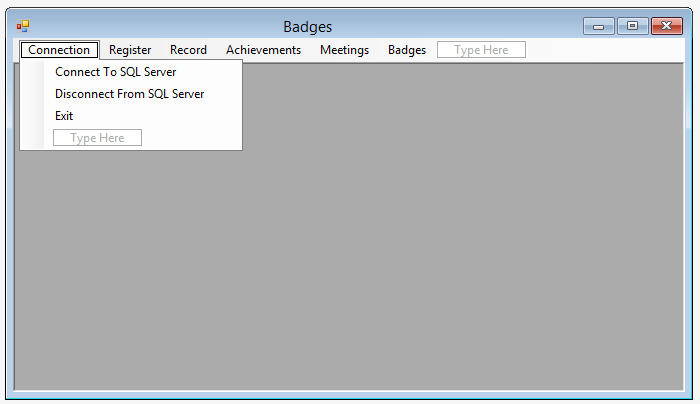 Badges
Connection Register Record Achievements Meetings Badges Type Here
Connect To SQL Server
Disconnect From SQL Server
Exit
Type Here